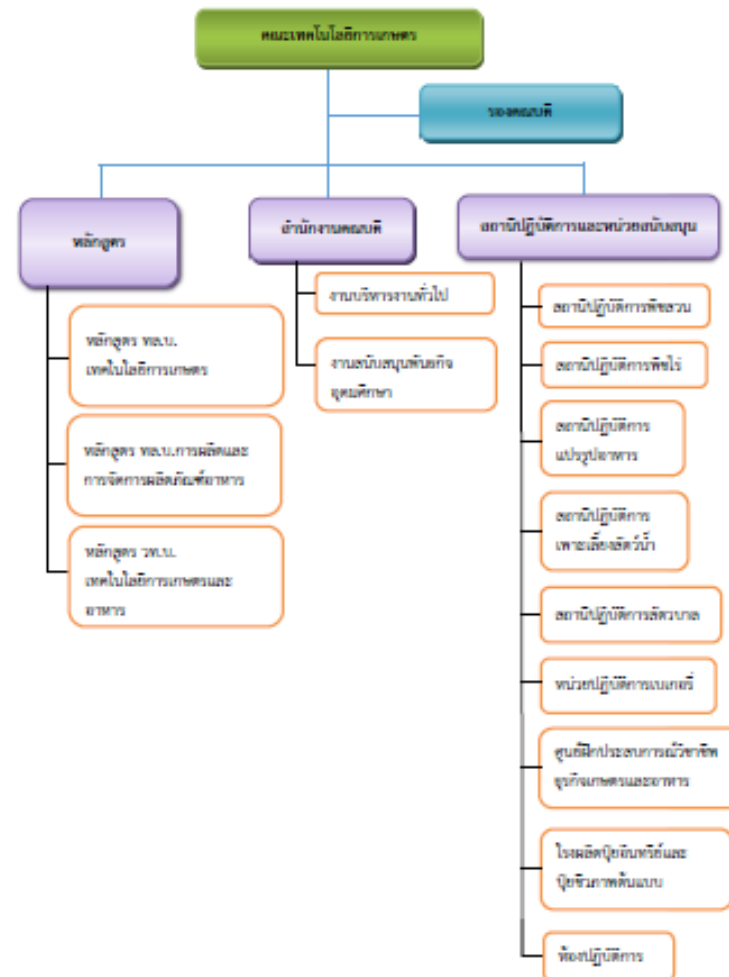 คณะเทคโนโลยีการเกษตร
รองคณบดี
หลักสูตร
สำนักงานคณบดี
สถานีปฏิบัติการและหน่วยสนับสนุน
หลักสูตร ทล.บ.
เทคโนโลยีการเกษตร
หลักสูตร ทล.บ.การผลิตและ
การจัดการผลิตภัณฑ์อาหาร
หลักสูตร วท.บ.
เทคโนโลยีการเกษตรและ
อาหาร
งานบริหารงานทั่วไป
งานสนับสนุนพันธกิจ
อุดมศึกษา
สถานีปฏิบัติการพืชสวน
สถานีปฏิบัติการพืชไร่
สถานีปฏิบัติการ
แปรรูปอาหาร
สถานีปฏิบัติการ
เพาะเลี้ยงสัตว์น้ำ
สถานีปฏิบัติการสัตวบาล
หน่วยปฏิบัติการเบเกอรี่
ศูนย์ฝึกประสบการณ์วิชาชีพ
ธุรกิจเกษตรและอาหาร
โรงผลิตปุ๋ยอินทรีย์และ
ปุ๋ยชีวภาพต้นแบบ
ห้องปฏิบัติการ